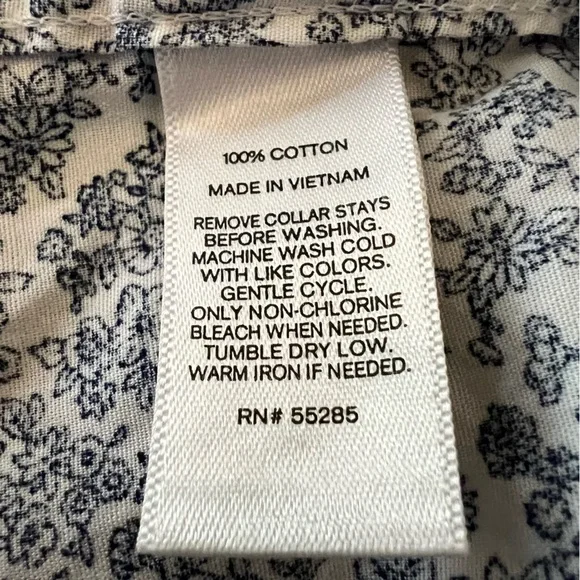 100% COTTON
MADE IN VIETNAM
REMOVE COLLAR STAYS
BEFORE WASHING.
MACHINE WASH COLD
WITH LIKE COLORS.
GENTLE CYCLE.
ONLY NON-CHLORINE
BLEACH WHEN NEEDED.
TUMBLE DRY LOW.
WARM IRON IF NEEDED.
RN# 55285